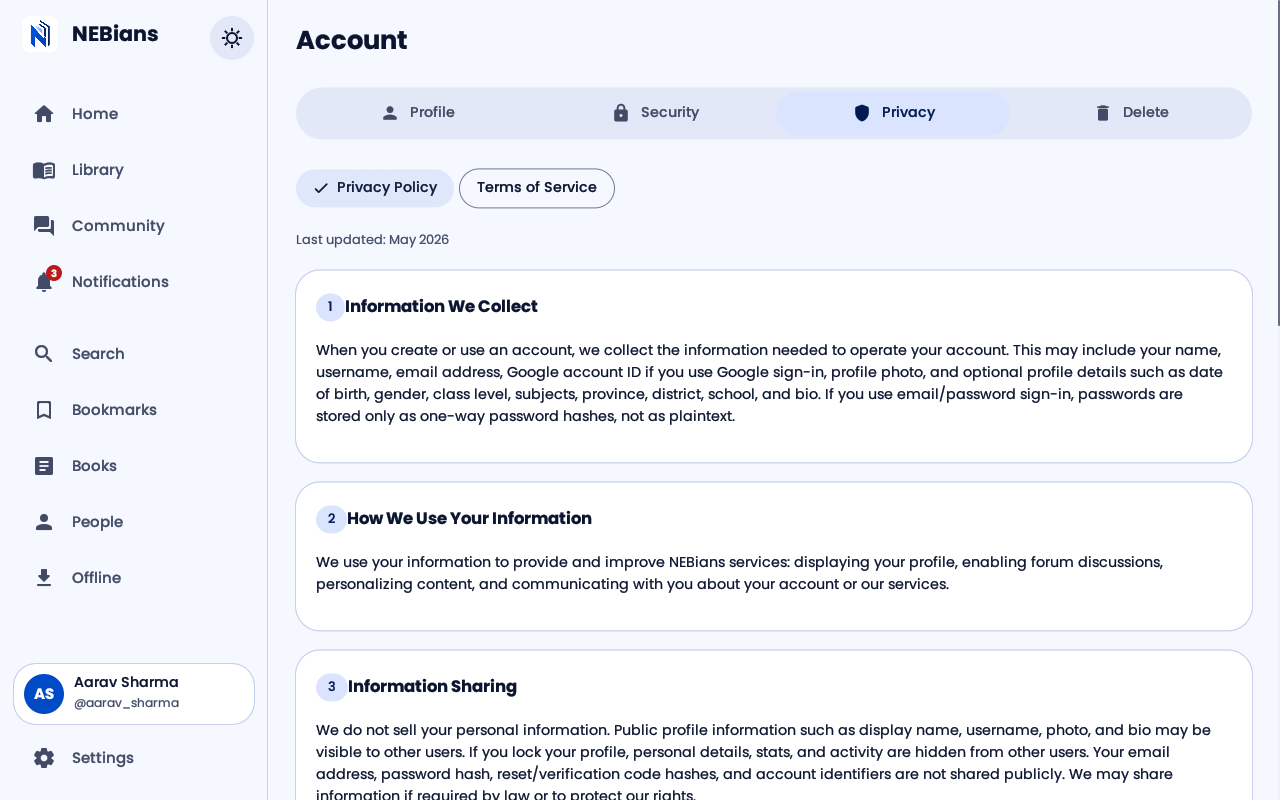 NEBians
Home
Library
Community
3
Notifications
Search
Bookmarks
Books
People
Offline
AS
Aarav Sharma
@aarav_sharma
Settings
Account
Profile
Security
Privacy
Delete
Privacy Policy
Terms of Service
Last updated: May 2026
1 Information We Collect
When you create or use an account, we collect the information needed to operate your account. This may include your name,
username, email address, Google account ID if you use Google sign-in, profile photo, and optional profile details such as date
of birth, gender, class level, subjects, province, district, school, and bio. If you use email/password sign-in, passwords are
stored only as one-way password hashes, not as plaintext.
2 How We Use Your Information
We use your information to provide and improve NEBians services: displaying your profile, enabling forum discussions,
personalizing content, and communicating with you about your account or our services.
3 Information Sharing
We do not sell your personal information. Public profile information such as display name, username, photo, and bio may be
visible to other users. If you lock your profile, personal details, stats, and activity are hidden from other users. Your email
address, password hash, reset/verification code hashes, and account identifiers are not shared publicly. We may share
information if required by law or to protect our rights.